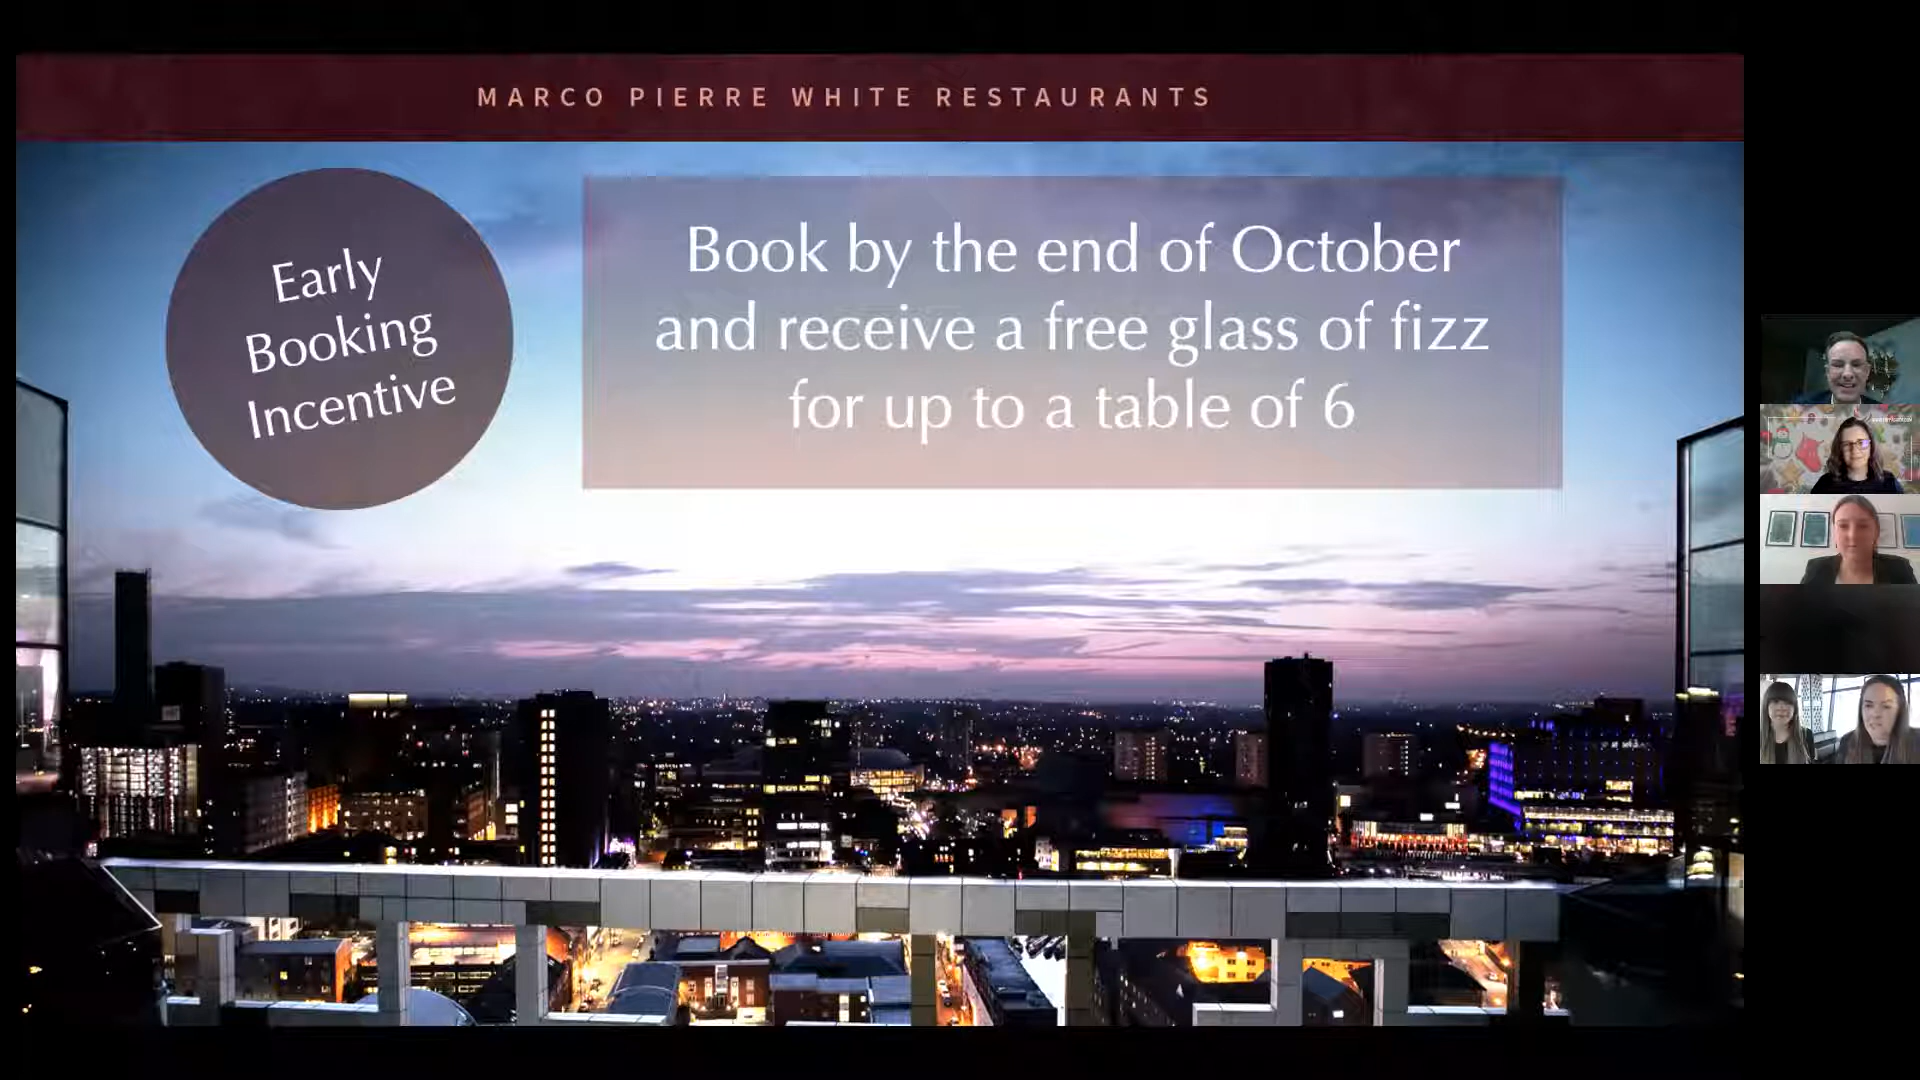 MARCO PIERRE WHITE RESTAURANTS
Early
Booking
Incentive
Book by the end of October
and receive a free glass of fizz
for up to a table of 6